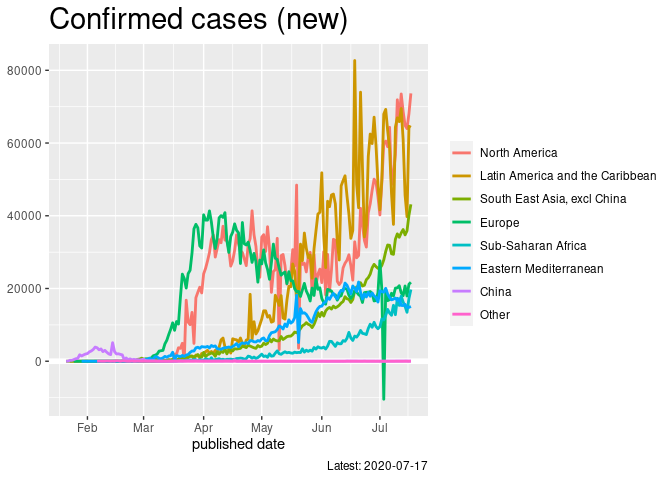 Confirmed cases (new)
80000
60000
40000
20000
0
Feb Mar Apr May Jun Jul
published date
North America
Latin America and the Caribbean
South East Asia, excl China
Europe
Sub-Saharan Africa
Eastern Mediterranean
China
Other
Latest: 2020-07-17